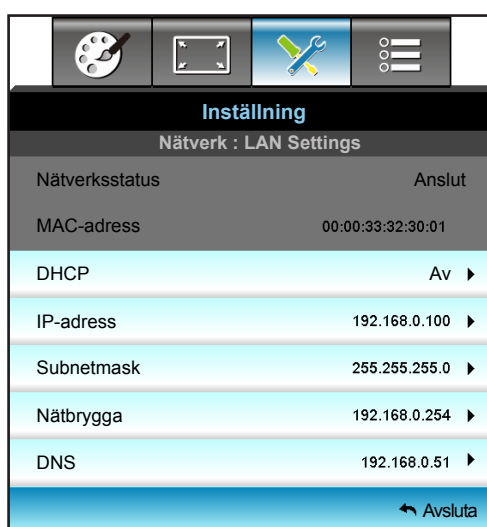 Inställning
Nätverk : LAN Settings
Nätverksstatus Anslut
MAC-adress 00:00:33:32:30:01
DHCP Av
IP-adress 192.168.0.100
Subnetmask 255.255.255.0
Nätbrygga 192.168.0.254
DNS 192.168.0.51
Avsluta